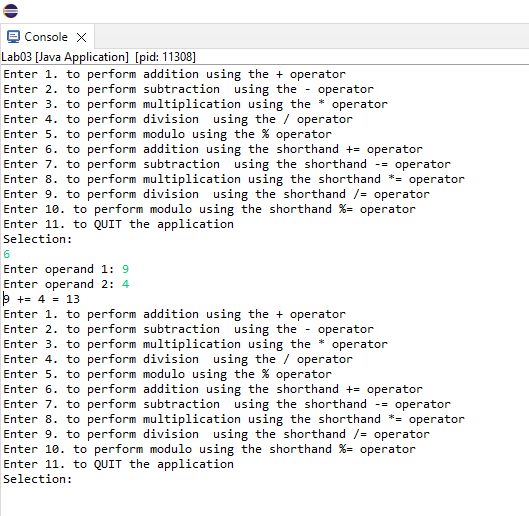 Console
Lab03 [Java Application] [pid: 11308]
Enter 1. to perform addition using the + operator
Enter 2. to perform subtraction  using the - operator
Enter 3. to perform multiplication using the * operator
Enter 4. to perform division  using the / operator
Enter 5. to perform modulo using the % operator
Enter 6. to perform addition using the shorthand += operator
Enter 7. to perform subtraction  using the shorthand -= operator
Enter 8. to perform multiplication using the shorthand *= operator
Enter 9. to perform division  using the shorthand /= operator
Enter 10. to perform modulo using the shorthand %= operator
Enter 11. to QUIT the application
Selection:
6
Enter operand 1: 9
Enter operand 2: 4
9 += 4 = 13
Enter 1. to perform addition using the + operator
Enter 2. to perform subtraction  using the - operator
Enter 3. to perform multiplication using the * operator
Enter 4. to perform division  using the / operator
Enter 5. to perform modulo using the % operator
Enter 6. to perform addition using the shorthand += operator
Enter 7. to perform subtraction  using the shorthand -= operator
Enter 8. to perform multiplication using the shorthand *= operator
Enter 9. to perform division  using the shorthand /= operator
Enter 10. to perform modulo using the shorthand %= operator
Enter 11. to QUIT the application
Selection: